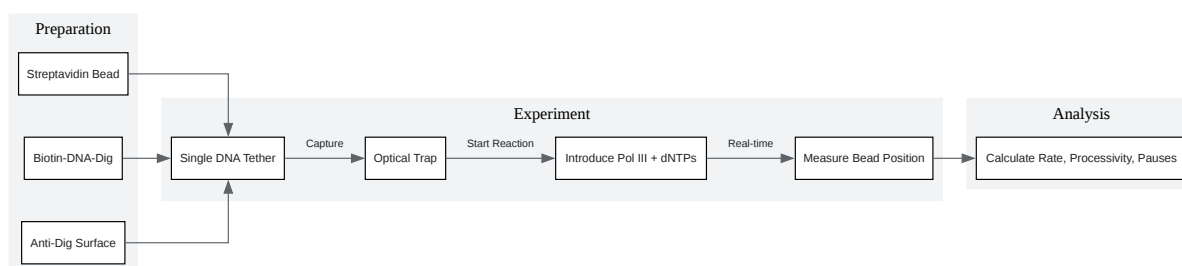 Preparation
Streptavidin Bead
Experiment
Analysis
Biotin-DNA-Dig
Single DNA Tether
Capture
Optical Trap
Start Reaction
Introduce Pol III + dNTPs
Real-time
Measure Bead Position
Calculate Rate, Processivity, Pauses
Anti-Dig Surface